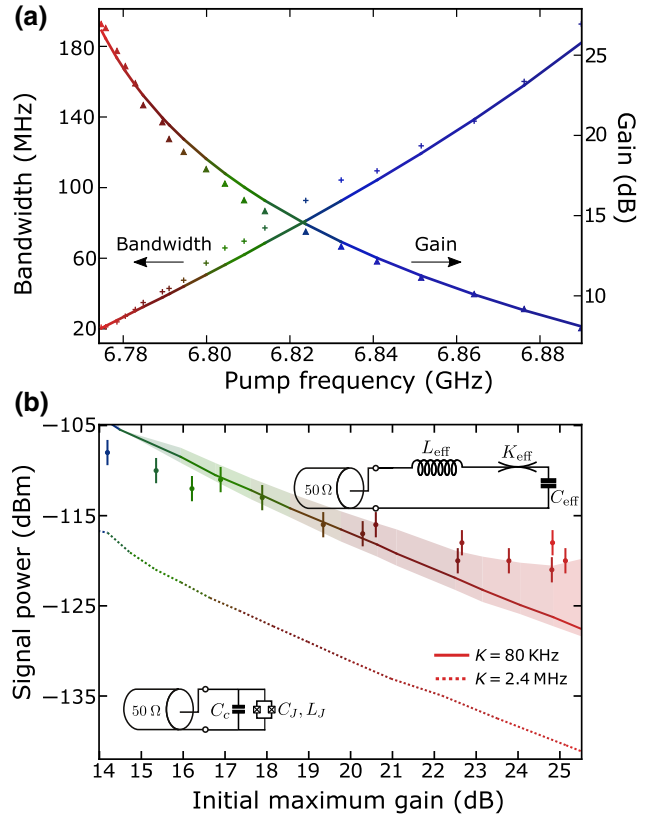 (a)
180
140
100
60
20
Bandwidth (MHz)
25
20
15
10
Gain (dB)
Bandwidth
Gain
6.78
6.80
6.82
6.84
6.86
6.88
Pump frequency (GHz)
(b)
−105
−115
−125
−135
Signal power (dBm)
50 Ω
L_eff
K_eff
C_eff
K = 80 KHz
K = 2.4 MHz
50 Ω
C_c
C_J, L_J
14
15
16
17
18
19
20
21
22
23
24
25
Initial maximum gain (dB)